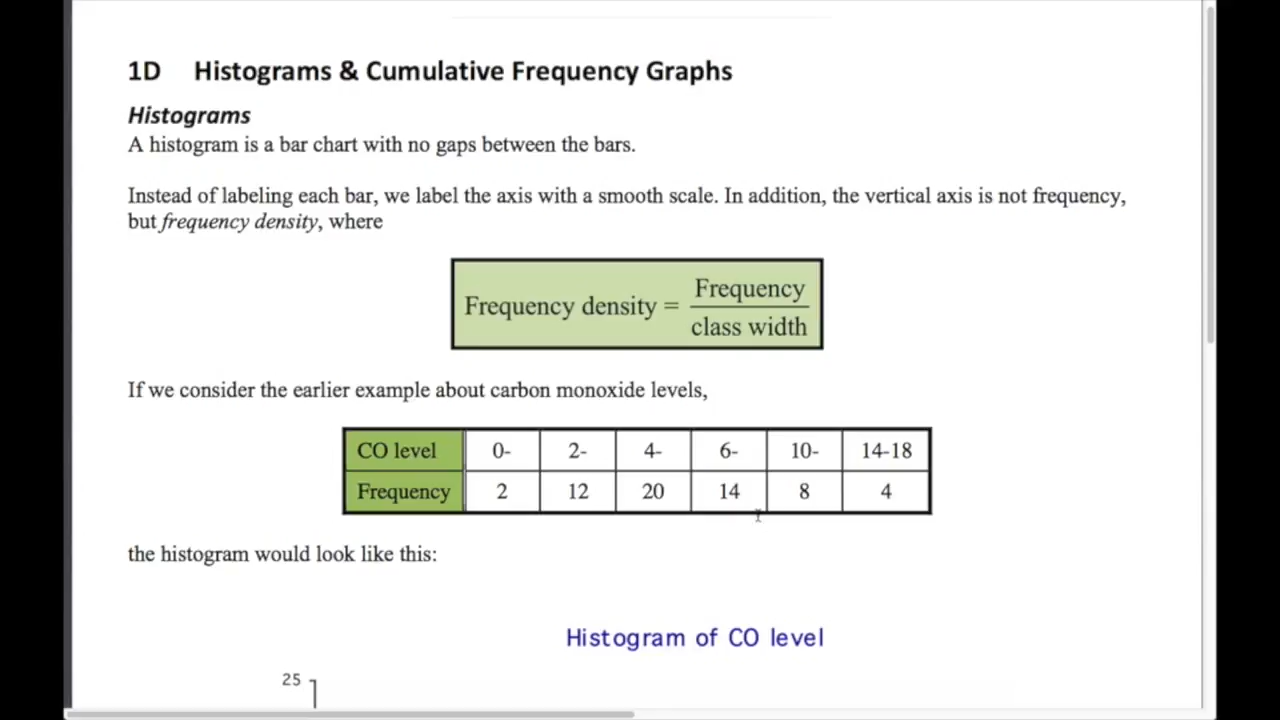 1D Histograms & Cumulative Frequency Graphs
Histograms
A histogram is a bar chart with no gaps between the bars.
Instead of labeling each bar, we label the axis with a smooth scale. In addition, the vertical axis is not frequency,
but frequency density, where
Frequency density = Frequency
class width
If we consider the earlier example about carbon monoxide levels,
CO level 0- 2- 4- 6- 10- 14-18
Frequency 2 12 20 14 8 4
the histogram would look like this:
Histogram of CO level
25